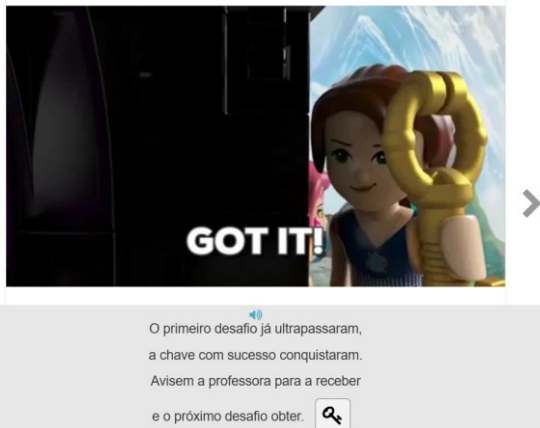 GOT IT!
O primeiro desafio já ultrapassaram,
a chave com sucesso conquistaram.
Avisem a professora para a receber
e o próximo desafio obter.